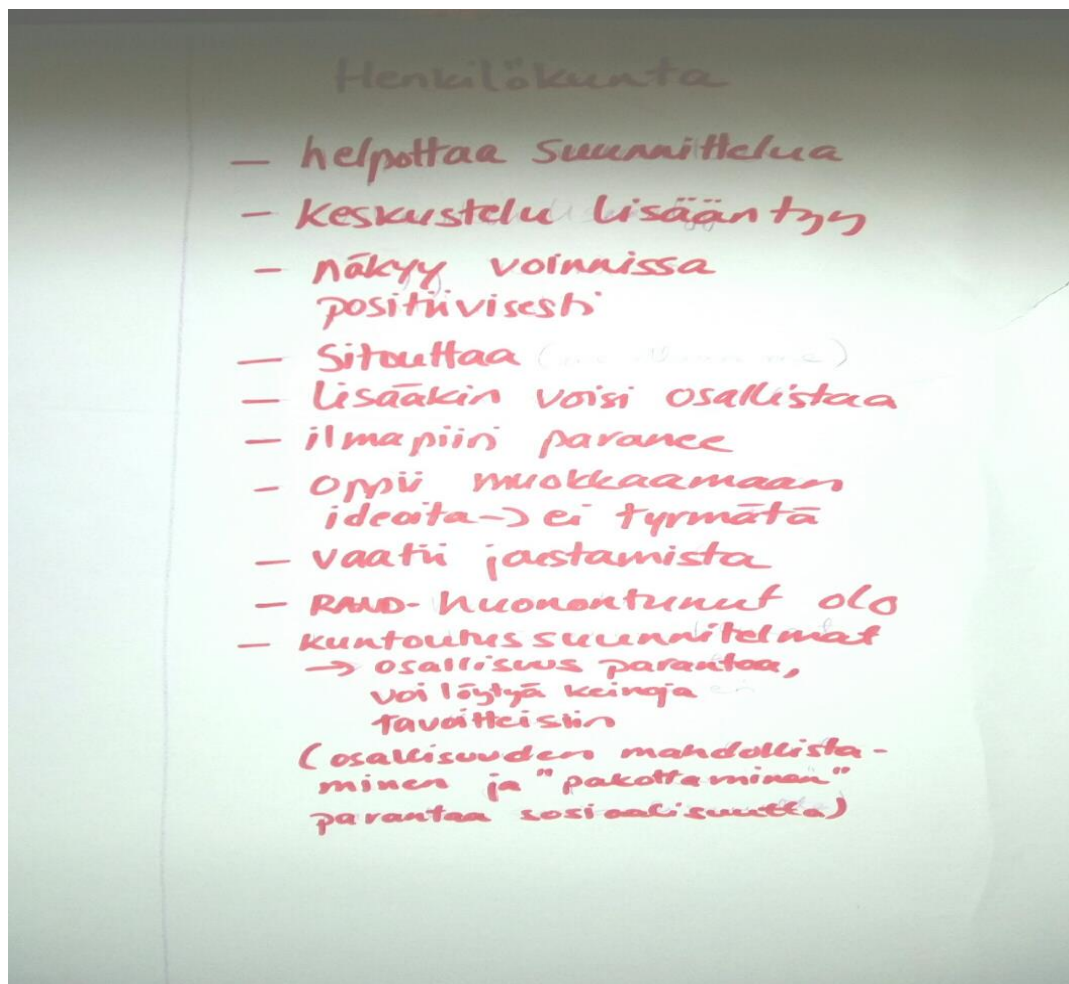 Henkilökunta
- helpottaa suunnittelua
- keskustelu lisääntyy
- näkyy voinnissa
positiivisesti
- Sitouttaa
- Lisääkin voisi osallistaa
- ilmapiiri paranee
- oppii muokkaamaan
ideoita -> ei tyrmätä
- vaatii jaostamista
- RAND- huonontunut olo
- kuntoutussuunnitelmat
-> osallisuus parantaa,
voi löytyä keinoja
tavoitteisiin
(osallisuuden mahdollista-
minen ja "pakottaminen"
parantaa sosiaalisuutta)